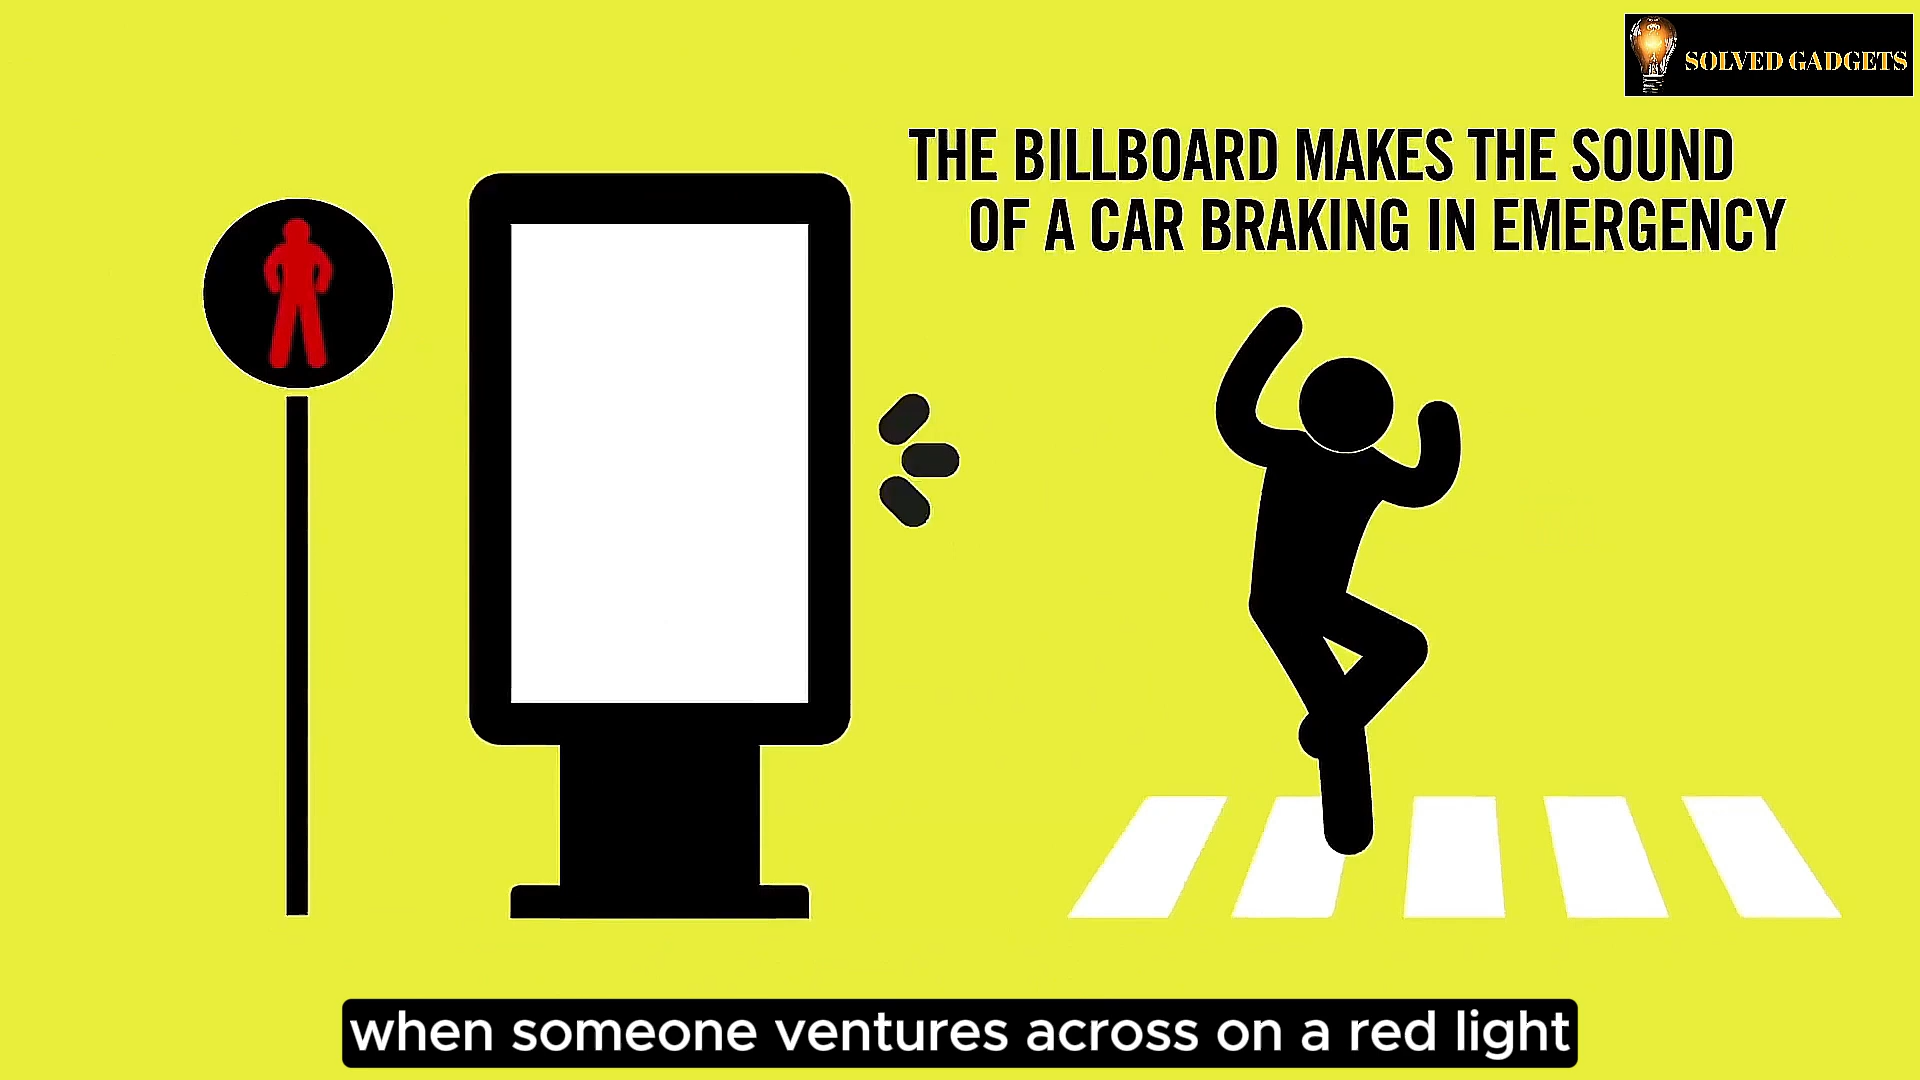 SOLVED GADGETS
THE BILLBOARD MAKES THE SOUND
OF A CAR BRAKING IN EMERGENCY
when someone ventures across on a red light